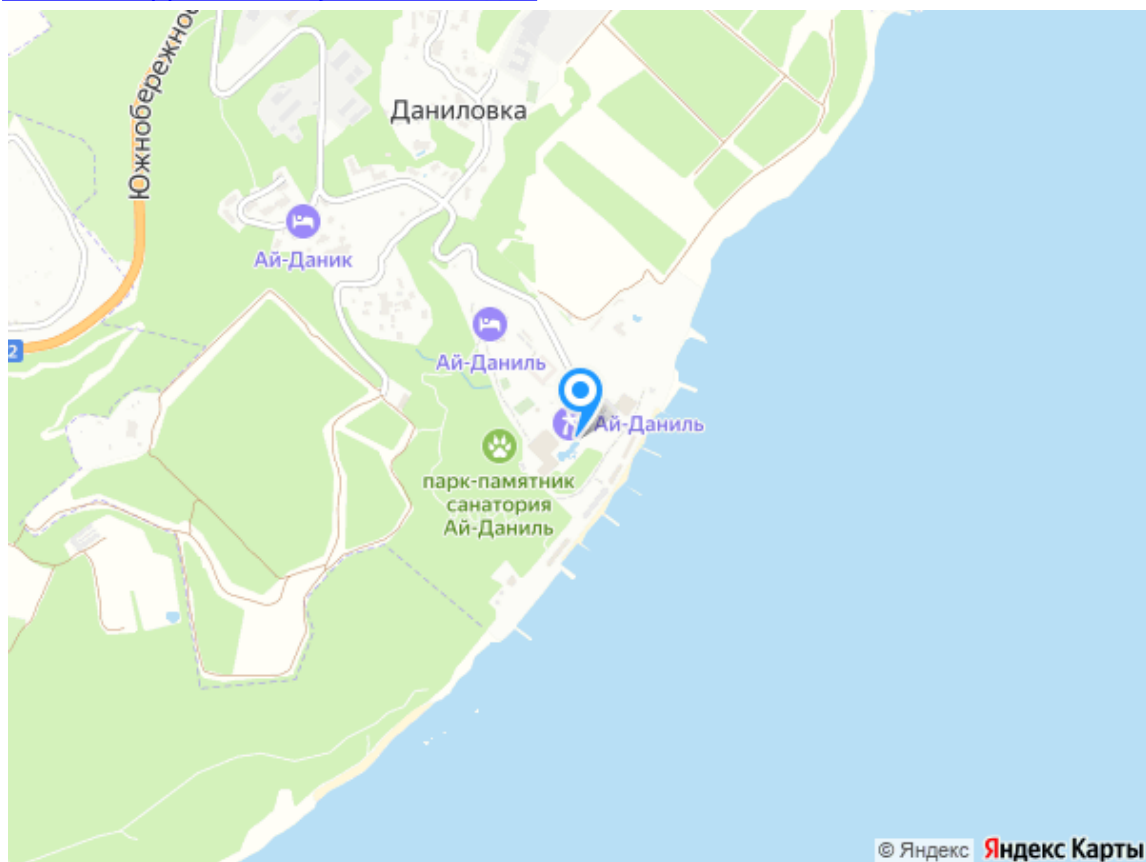 Южнобережное
Даниловка
Ай-Даник
2
Ай-Даниль
Ай-Даниль
парк-памятник
санатория
Ай-Даниль
© Яндекс Яндекс Карты